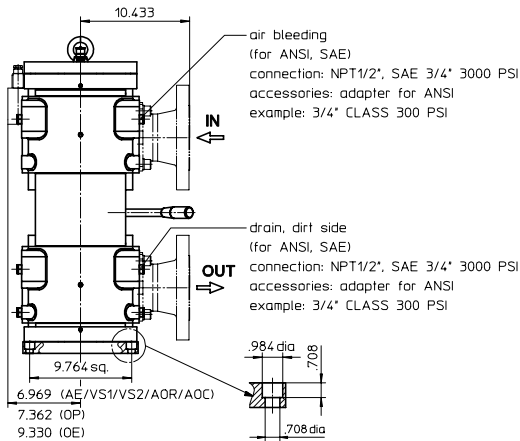 10.433
air bleeding
(for ANSI, SAE)
connection: NPT1/2", SAE 3/4" 3000 PSI
accessories: adapter for ANSI
example: 3/4" CLASS 300 PSI
IN
drain, dirt side
(for ANSI, SAE)
connection: NPT1/2", SAE 3/4" 3000 PSI
accessories: adapter for ANSI
example: 3/4" CLASS 300 PSI
OUT
.984 dia
.708
9.764 sq.
6.969 (AE/VS1/VS2/AOR/AOC)
7.362 (OP)
9.330 (OE)
.708 dia